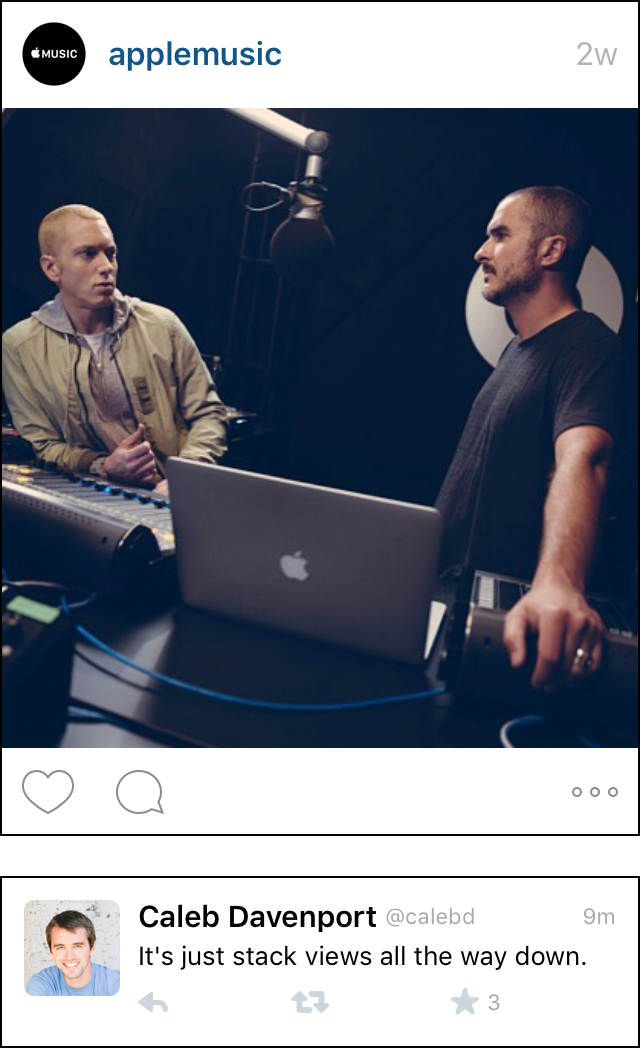 MUSIC
applemusic
2w
Caleb Davenport @calebd 9m
It's just stack views all the way down.
3